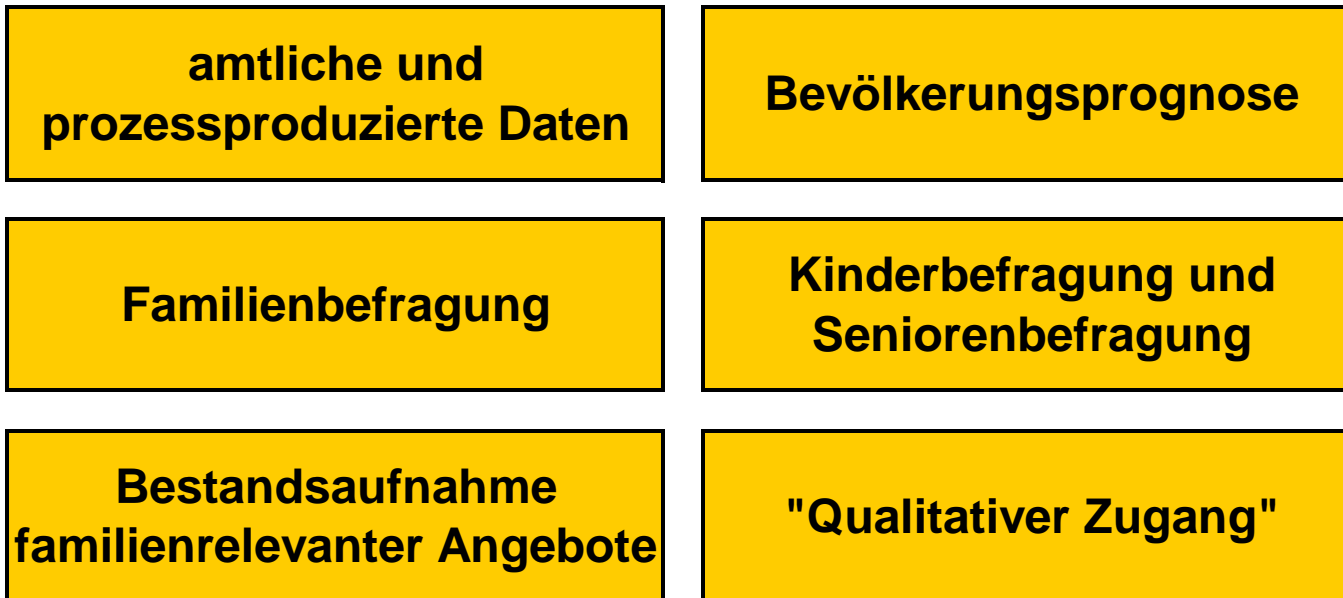 amtliche und
prozessproduzierte Daten
Bevölkerungsprognose
Familienbefragung
Kinderbefragung und
Seniorenbefragung
Bestandsaufnahme
familienrelevanter Angebote
"Qualitativer Zugang"